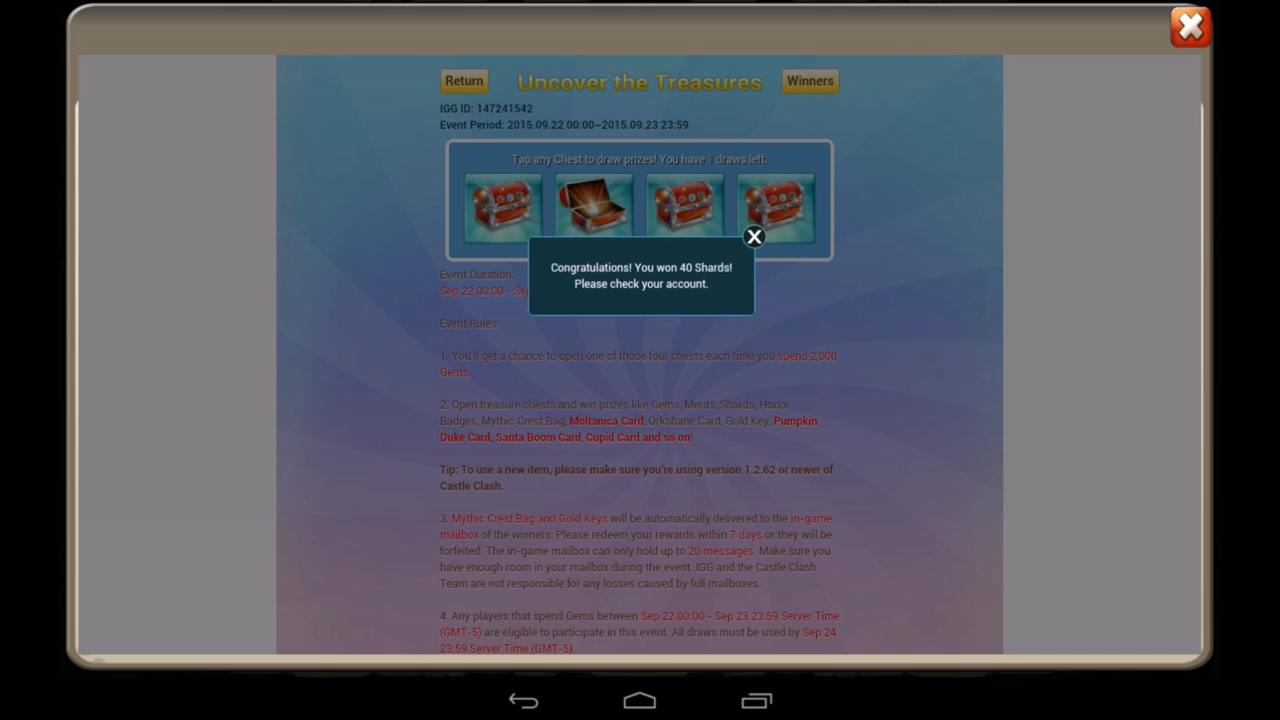 Return
Uncover the Treasures
Winners
IGG ID: 147241542
Event Period: 2015.09.22 00:00~2015.09.23 23:59
Tap any Chest to draw prizes! You have 1 draws left.
Congratulations! You won 40 Shards!
Please check your account.
Event Duration:
Sep 22 00:00 - Sep
Event Rules:
1. You'll get a chance to open one of those four chests each time you spend 2,000
Gems.
2. Open treasure chests and win prizes like Gems, Merits, Shards, Honor
Badges, Mythic Crest Bag, Moltanica Card, Orksbane Card, Gold Key, Pumpkin
Duke Card, Santa Boom Card, Cupid Card and so on!
Tip: To use a new item, please make sure you're using version 1.2.62 or newer of
Castle Clash.
3. Mythic Crest Bag and Gold Keys will be automatically delivered to the in-game
mailbox of the winners. Please redeem your rewards within 7 days or they will be
forfeited. The in-game mailbox can only hold up to 20 messages. Make sure you
have enough room in your mailbox during the event. IGG and the Castle Clash
Team are not responsible for any losses caused by full mailboxes.
4. Any players that spend Gems between Sep 22 00:00 - Sep 23 23:59 Server Time
(GMT-5) are eligible to participate in this event. All draws must be used by Sep 24
23:59 Server Time (GMT-5).